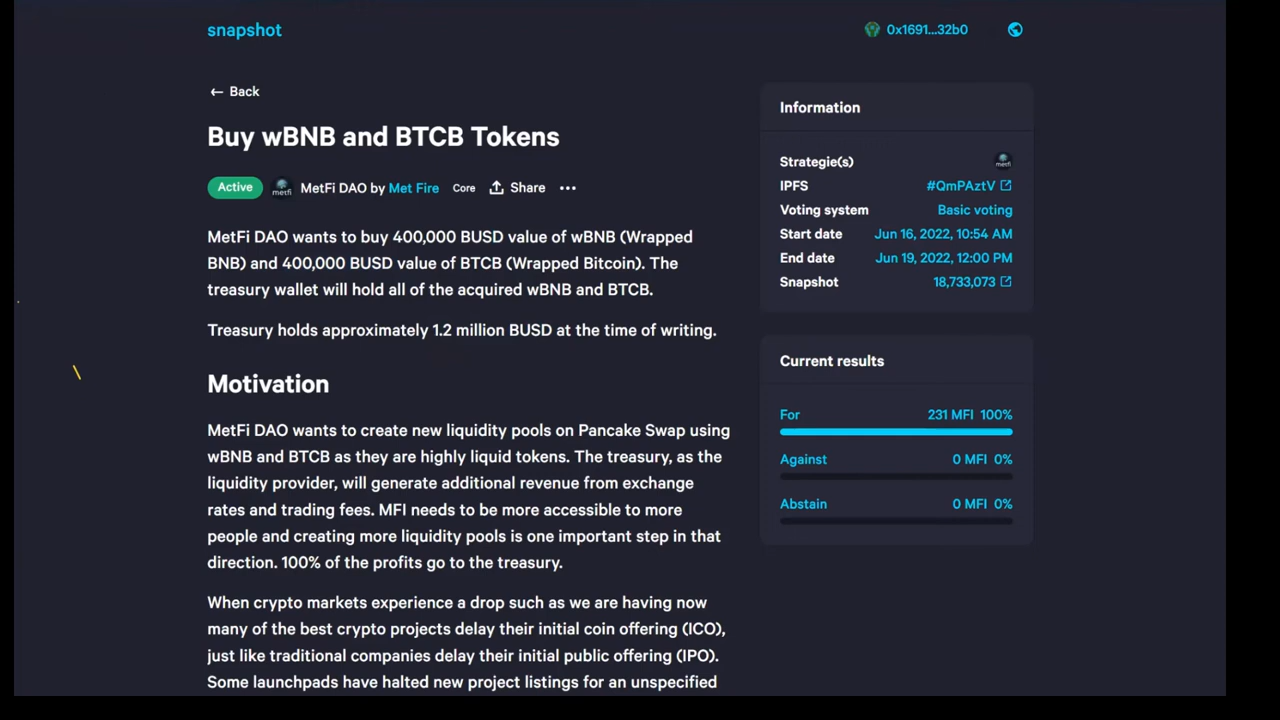 snapshot
0x1691...32b0
← Back
Buy wBNB and BTCB Tokens
Active metfi MetFi DAO by Met Fire Core Share •••
MetFi DAO wants to buy 400,000 BUSD value of wBNB (Wrapped
BNB) and 400,000 BUSD value of BTCB (Wrapped Bitcoin). The
treasury wallet will hold all of the acquired wBNB and BTCB.
Treasury holds approximately 1.2 million BUSD at the time of writing.
Motivation
MetFi DAO wants to create new liquidity pools on Pancake Swap using
wBNB and BTCB as they are highly liquid tokens. The treasury, as the
liquidity provider, will generate additional revenue from exchange
rates and trading fees. MFI needs to be more accessible to more
people and creating more liquidity pools is one important step in that
direction. 100% of the profits go to the treasury.
When crypto markets experience a drop such as we are having now
many of the best crypto projects delay their initial coin offering (ICO),
just like traditional companies delay their initial public offering (IPO).
Some launchpads have halted new project listings for an unspecified
Information
Strategie(s) metfi
IPFS #QmPAztV
Voting system Basic voting
Start date Jun 16, 2022, 10:54 AM
End date Jun 19, 2022, 12:00 PM
Snapshot 18,733,073
Current results
For 231 MFI 100%
Against 0 MFI 0%
Abstain 0 MFI 0%